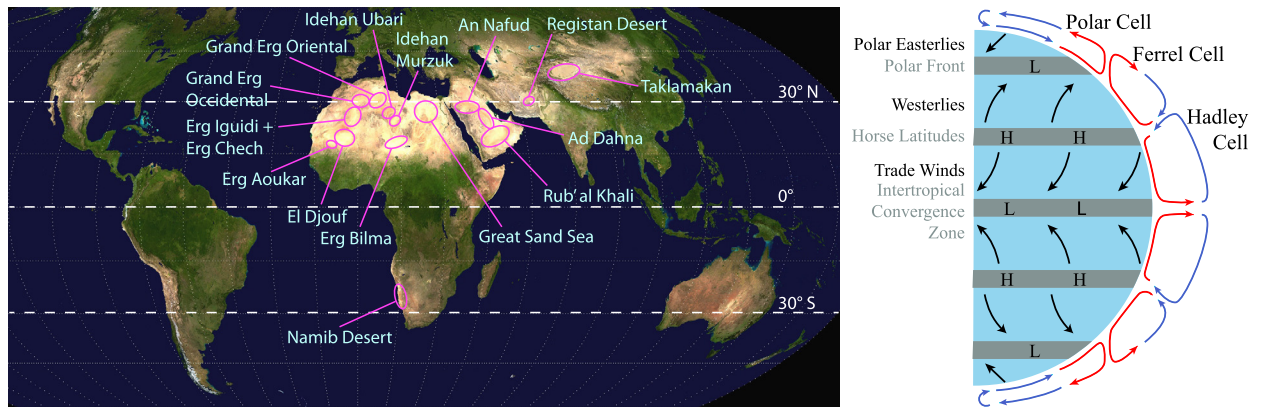 Idehan Ubari
An Nafud
Registan Desert
Grand Erg Oriental
Idehan
Murzuk
Grand Erg
Occidental
Taklamakan
30° N
Erg Iguidi +
Erg Chech
Ad Dahna
Erg Aoukar
Rub’ al Khali
0°
El Djouf
Erg Bilma
Great Sand Sea
30° S
Namib Desert
Polar Cell
Polar Easterlies
Polar Front
L
Ferrel Cell
Westerlies
Hadley
Cell
Horse Latitudes
H H
Trade Winds
Intertropical
Convergence
Zone
L L
H H
L